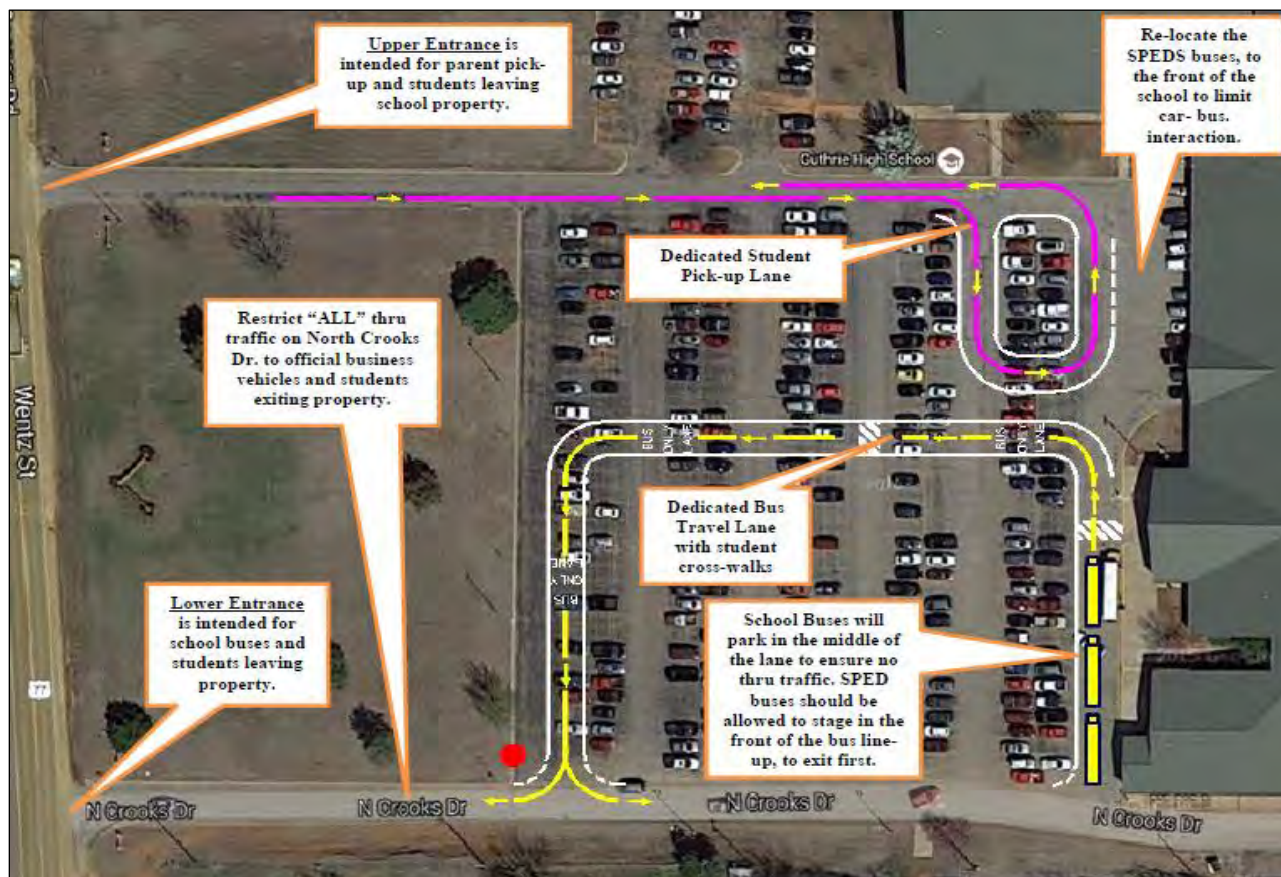 Upper Entrance is
intended for parent pick-
up and students leaving
school property.
Re-locate the
SPEDS buses, to
the front of the
school to limit
car- bus.
interaction.
Guthrie High School
Dedicated Student
Pick-up Lane
Restrict “ALL” thru
traffic on North Crooks
Dr. to official business
vehicles and students
exiting property.
Wentz St
BUS
ONLY
LANE
BUS
ONLY
LANE
Dedicated Bus
Travel Lane
with student
cross-walks
BUS
ONLY
LANE
Lower Entrance
is intended for
school buses and
students leaving
property.
School Buses will
park in the middle of
the lane to ensure no
thru traffic. SPED
buses should be
allowed to stage in the
front of the bus line-
up, to exit first.
77
N Crooks Dr
N Crooks Dr
N Crooks Dr
N Crooks Dr